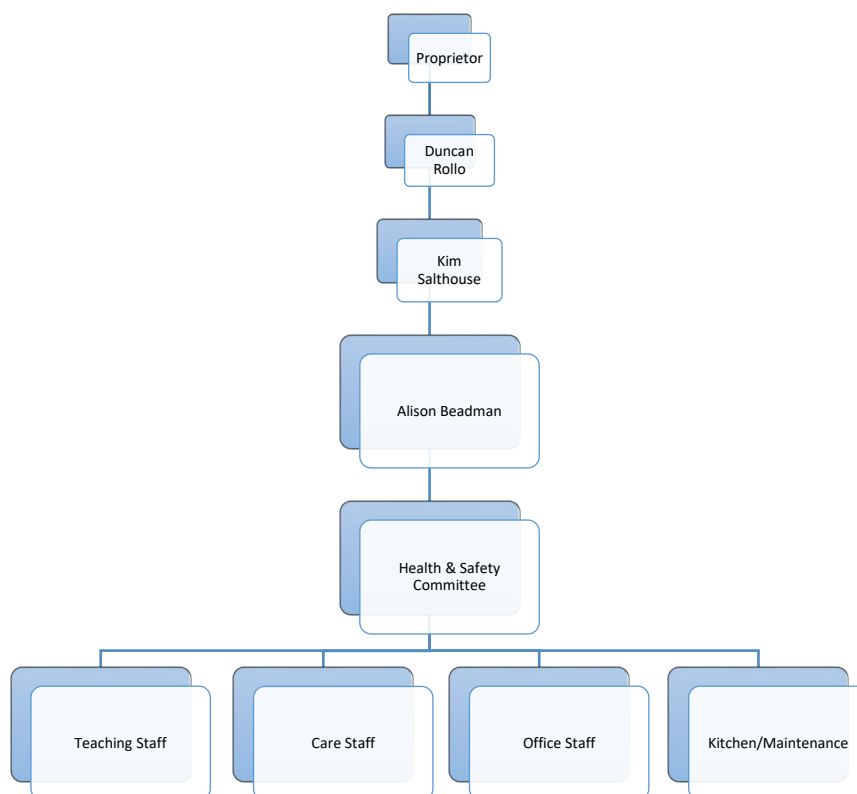 Proprietor
Duncan
Rollo
Kim
Salthouse
Alison Beadman
Health & Safety
Committee
Teaching Staff
Care Staff
Office Staff
Kitchen/Maintenance